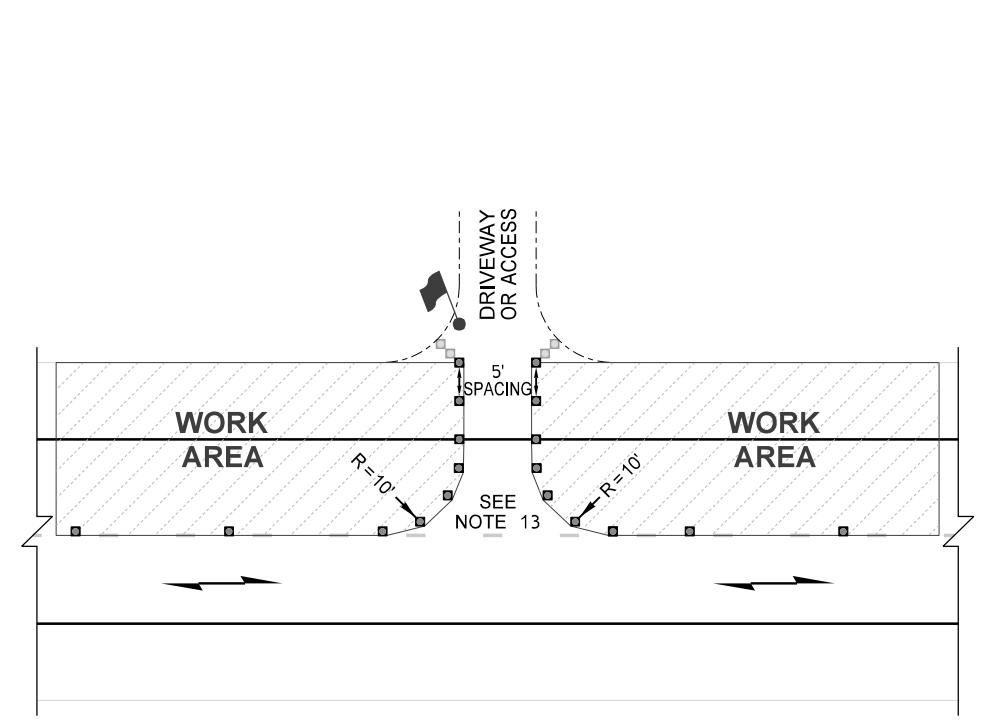 DRIVEWAY
OR ACCESS
5'
SPACING
WORK
AREA
WORK
AREA
R=10'
R=10'
SEE
NOTE 13